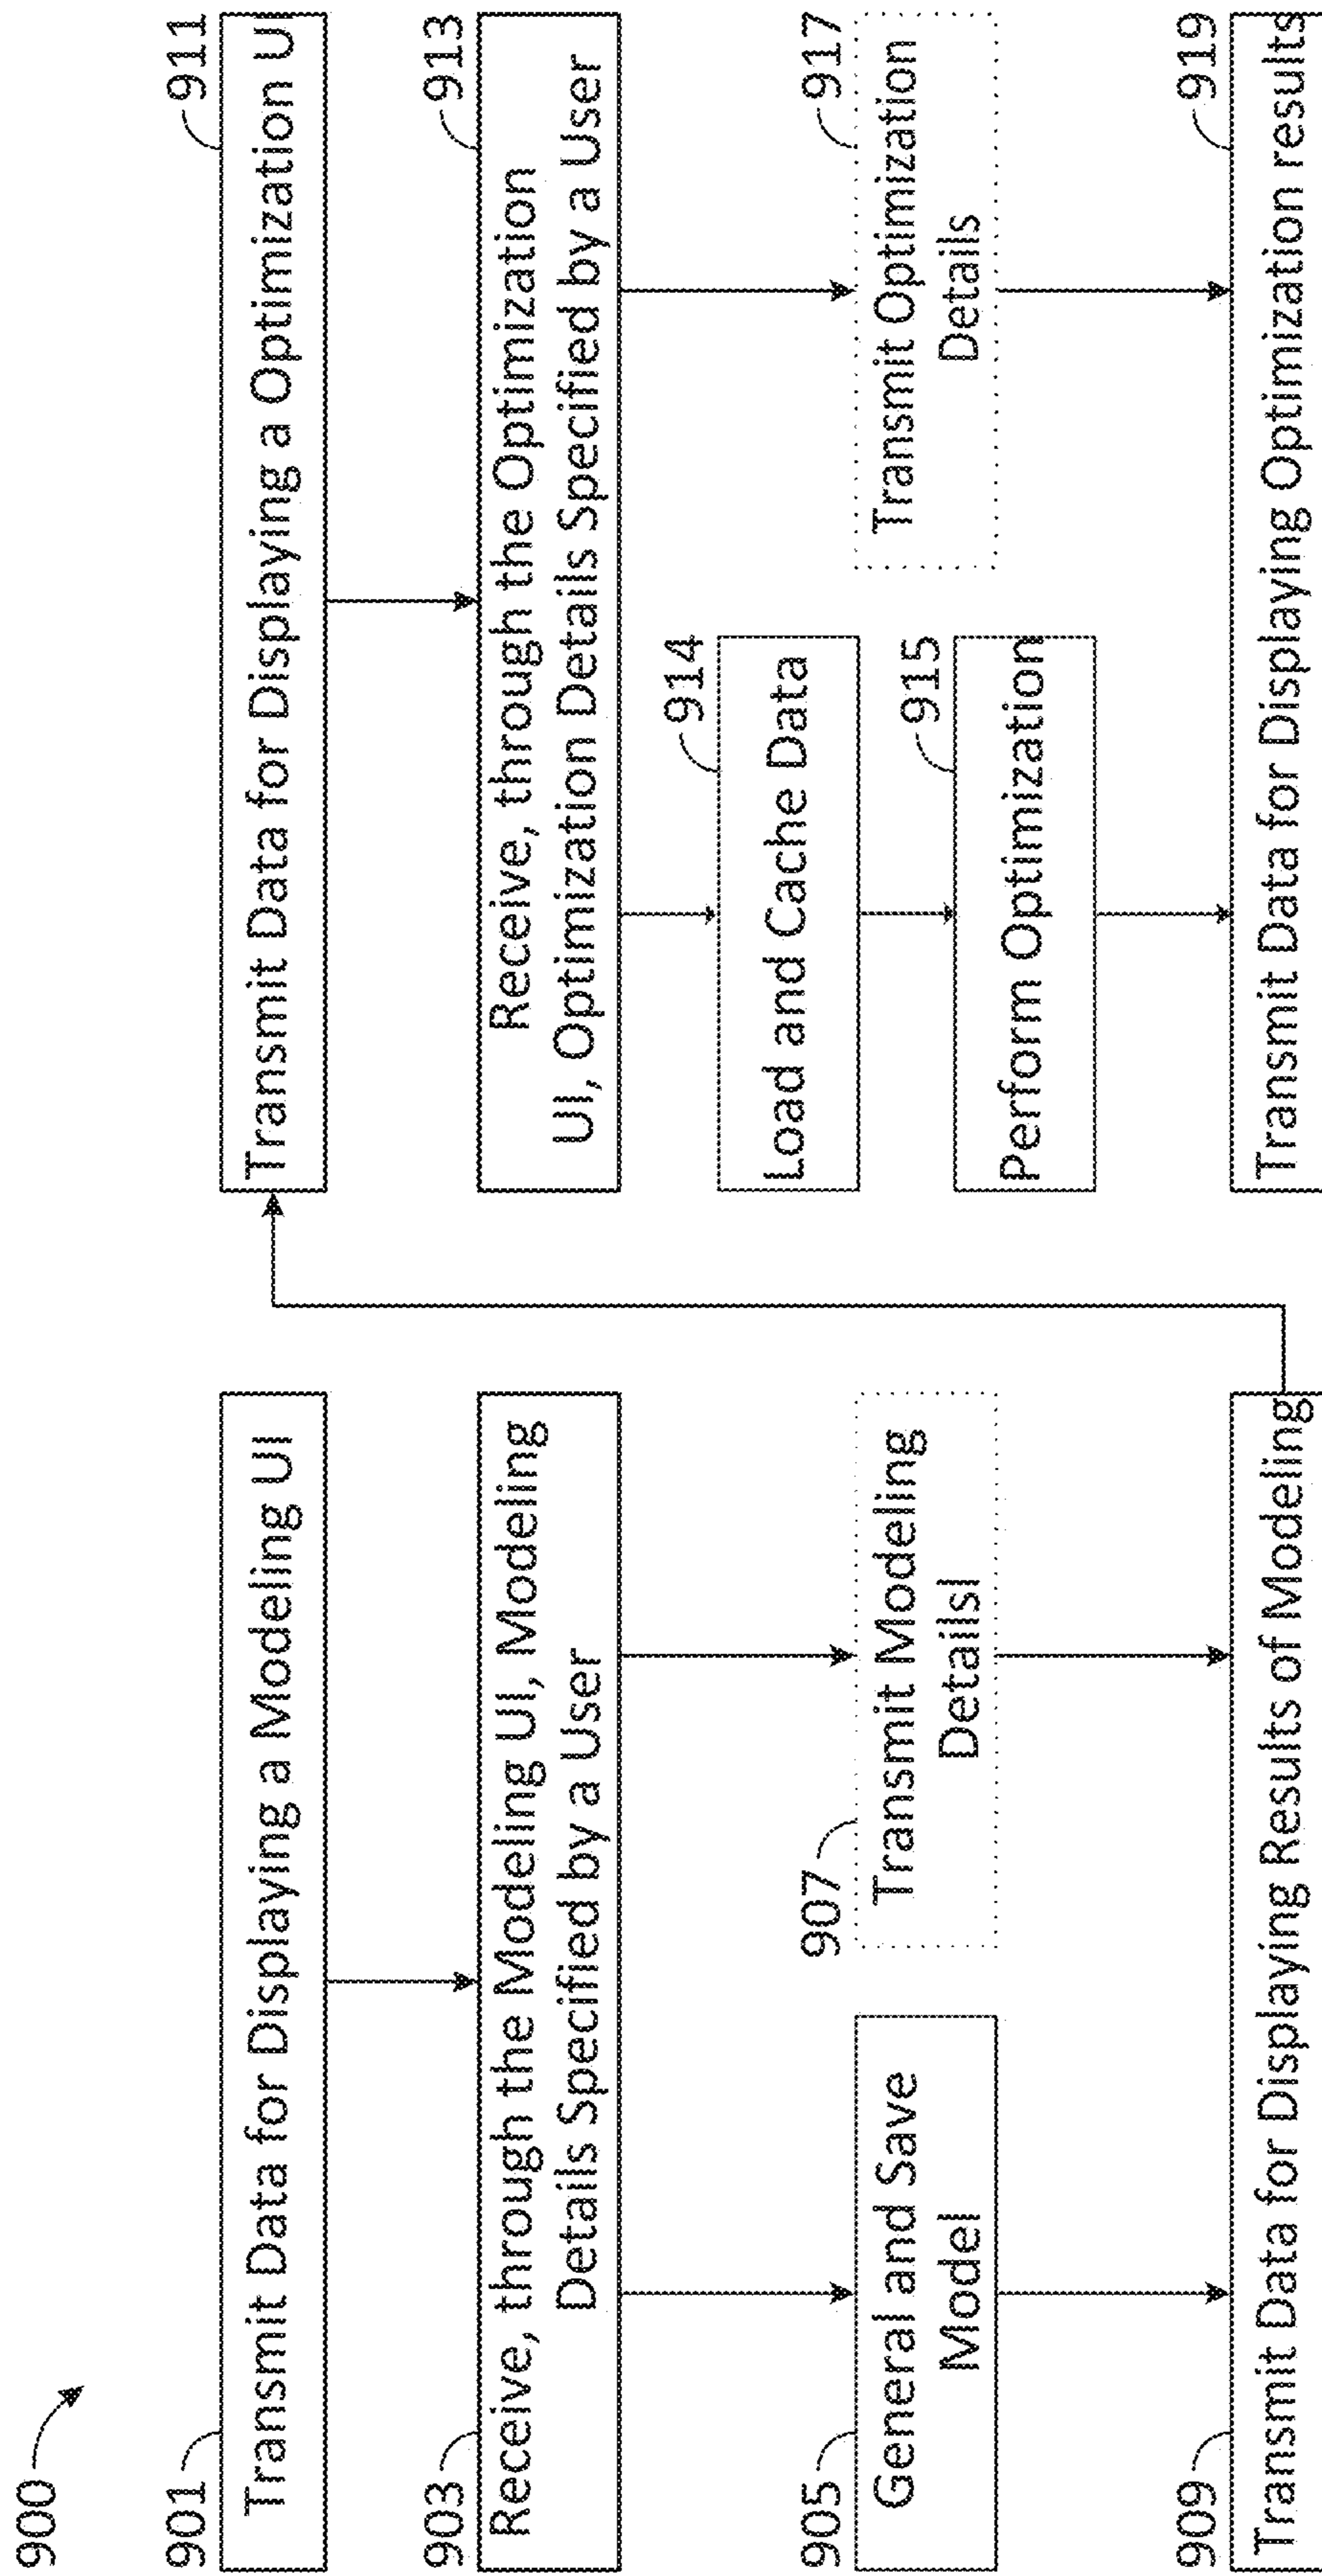 900
901
Transmit Data for Displaying a Modeling UI
903
Receive, through the Modeling UI, Modeling
Details Specified by a User
905
General and Save
Model
907
Transmit Modeling
Detailsl
909
Transmit Data for Displaying Results of Modeling
911
Transmit Data for Displaying a Optimization UI
913
Receive, through the Optimization
UI, Optimization Details Specified by a User
914
Load and Cache Data
915
Perform Optimization
917
Transmit Optimization
Details
919
Transmit Data for Displaying Optimization results